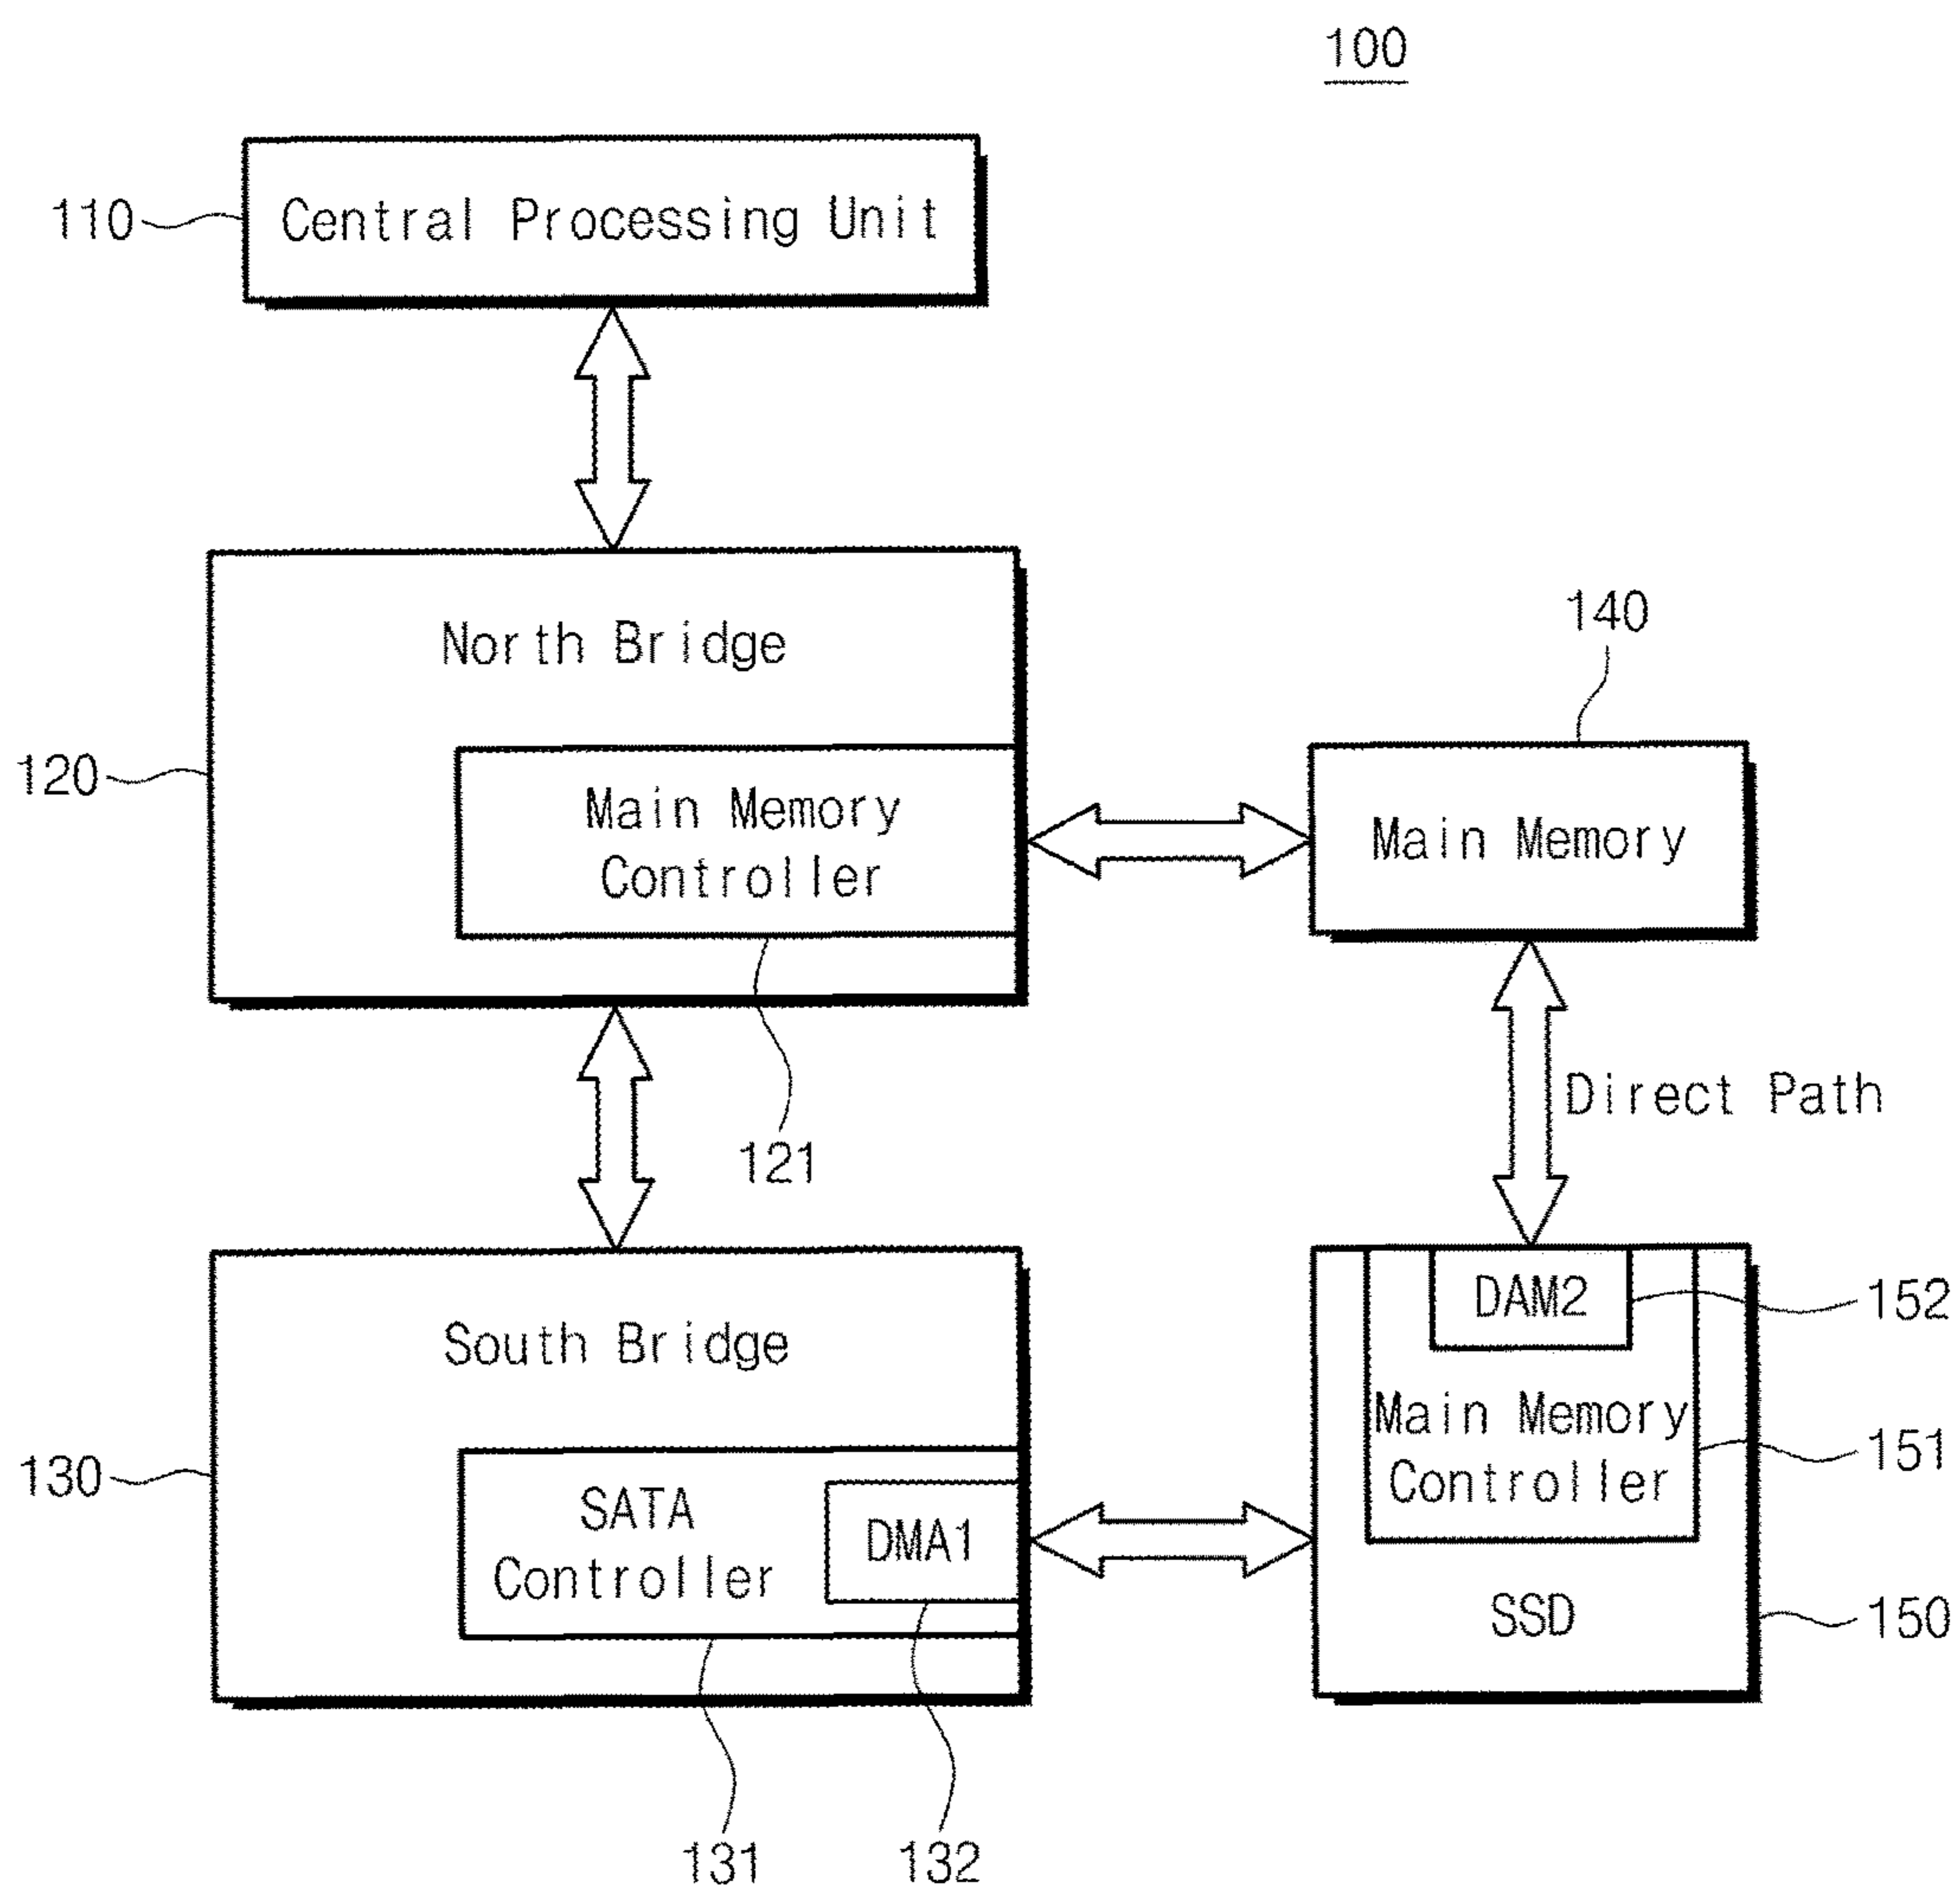 100
110
Central Processing Unit
North Bridge
140
120
Main Memory
Controller
Main Memory
Direct Path
121
South Bridge
DAM2
152
Main Memory
Controller
151
130
SATA
Controller
DMA1
SSD
150
131
132